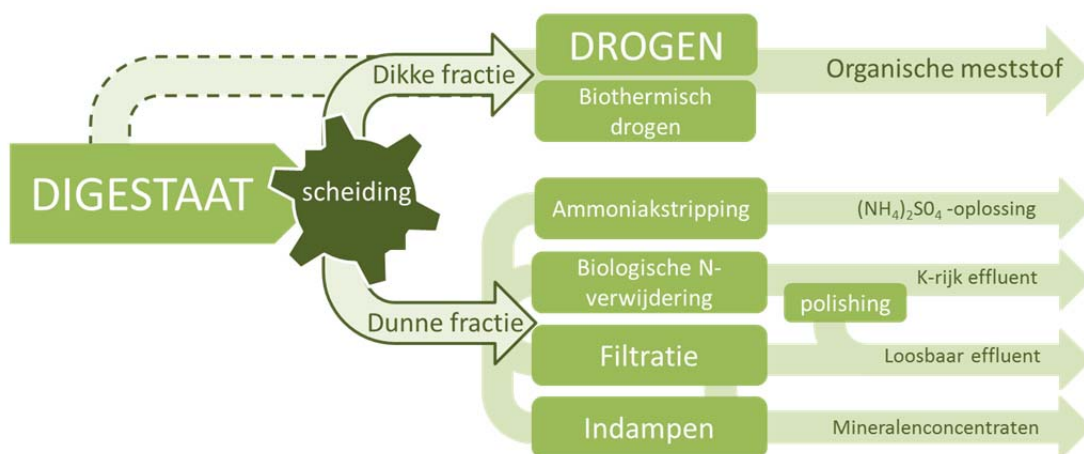 DIGESTAAT
scheiding
Dikke fractie
DROGEN
Biothermisch
drogen
Organische meststof
Dunne fractie
Ammoniakstripping
(NH₄)₂SO₄ -oplossing
Biologische N-
verwijdering
K-rijk effluent
polishing
Filtratie
Loosbaar effluent
Indampen
Mineralenconcentraten